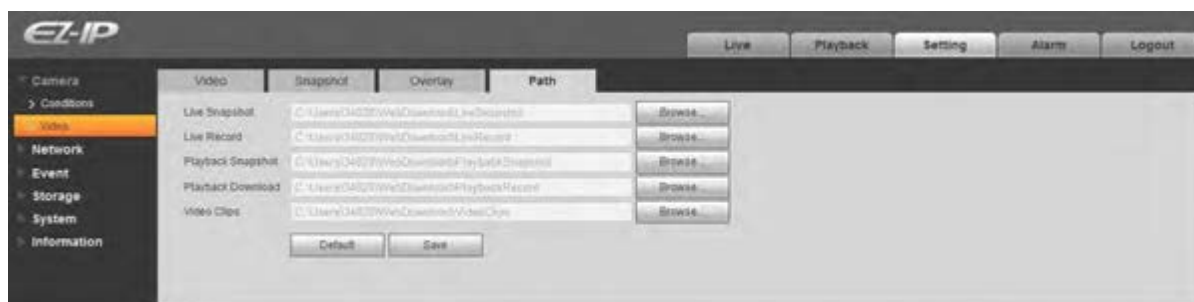 EZ-IP
Live Playback Setting Alarm Logout
Camera
Conditions
Video
Network
Event
Storage
System
Information
Video Snapshot Overlay Path
Live Snapshot Browse...
Live Record Browse...
Playback Snapshot Browse...
Playback Download Browse...
Video Clips Browse...
Default Save